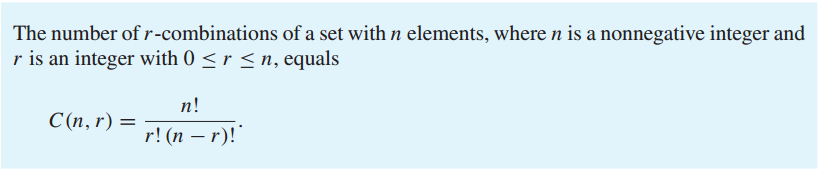 The number of r-combinations of a set with n elements, where n is a nonnegative integer and
r is an integer with 0 ≤ r ≤ n, equals
C(n, r) = n! / r! (n − r)!.